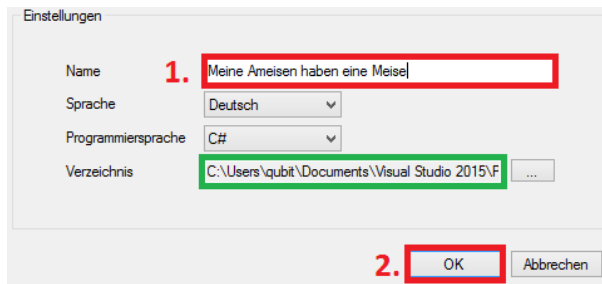 Einstellungen
Name 1. Meine Ameisen haben eine Meise
Sprache Deutsch
Programmiersprache C#
Verzeichnis C:\Users\qubit\Documents\Visual Studio 2015\F ...
2. OK Abbrechen